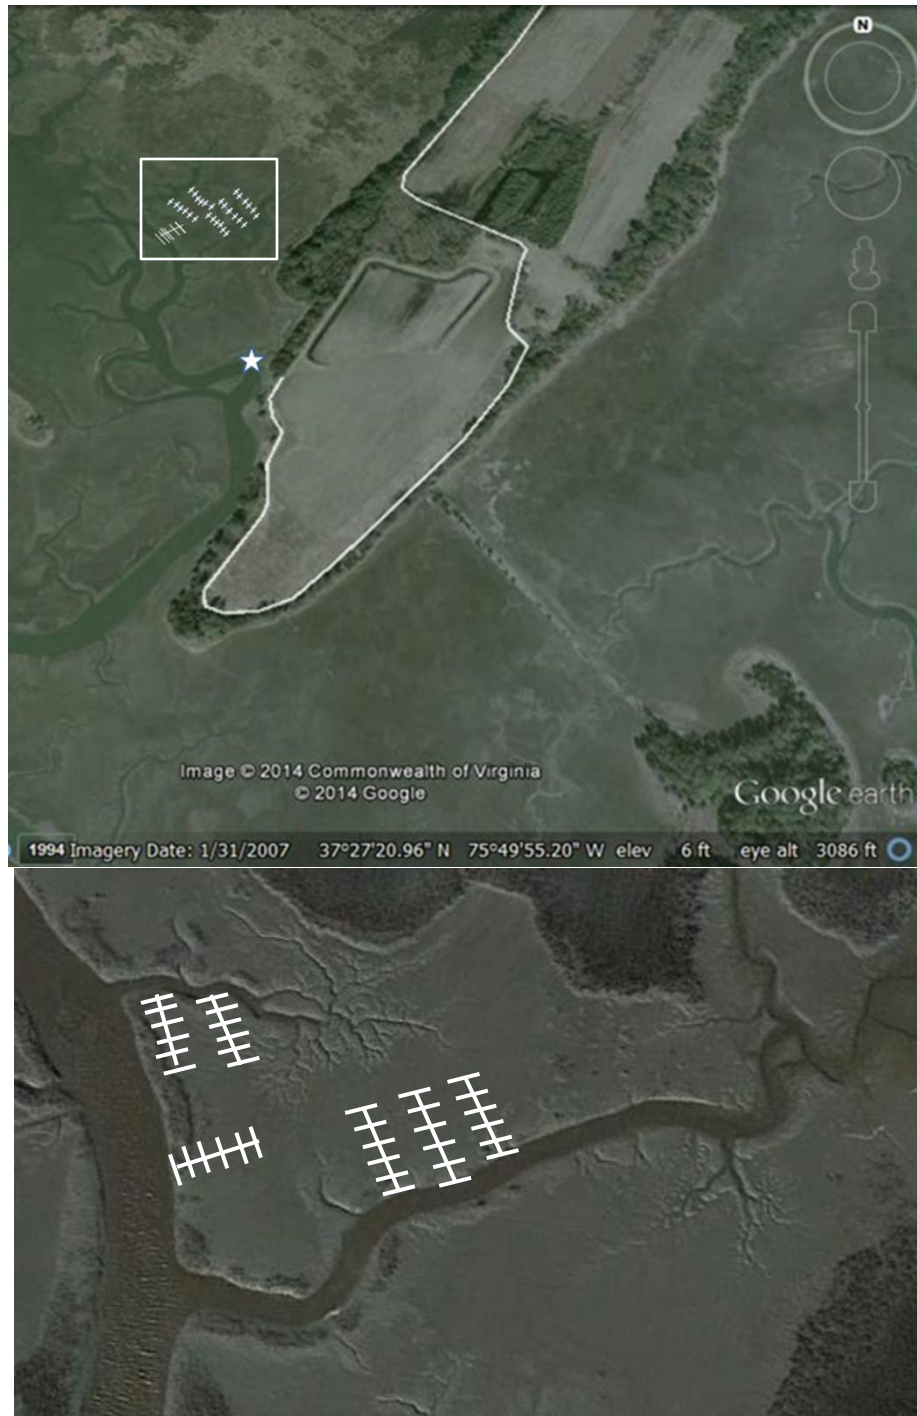 N
Image © 2014 Commonwealth of Virginia
© 2014 Google
Google earth
1994 Imagery Date: 1/31/2007 37°27'20.96" N 75°49'55.20" W elev 6 ft eye alt 3086 ft